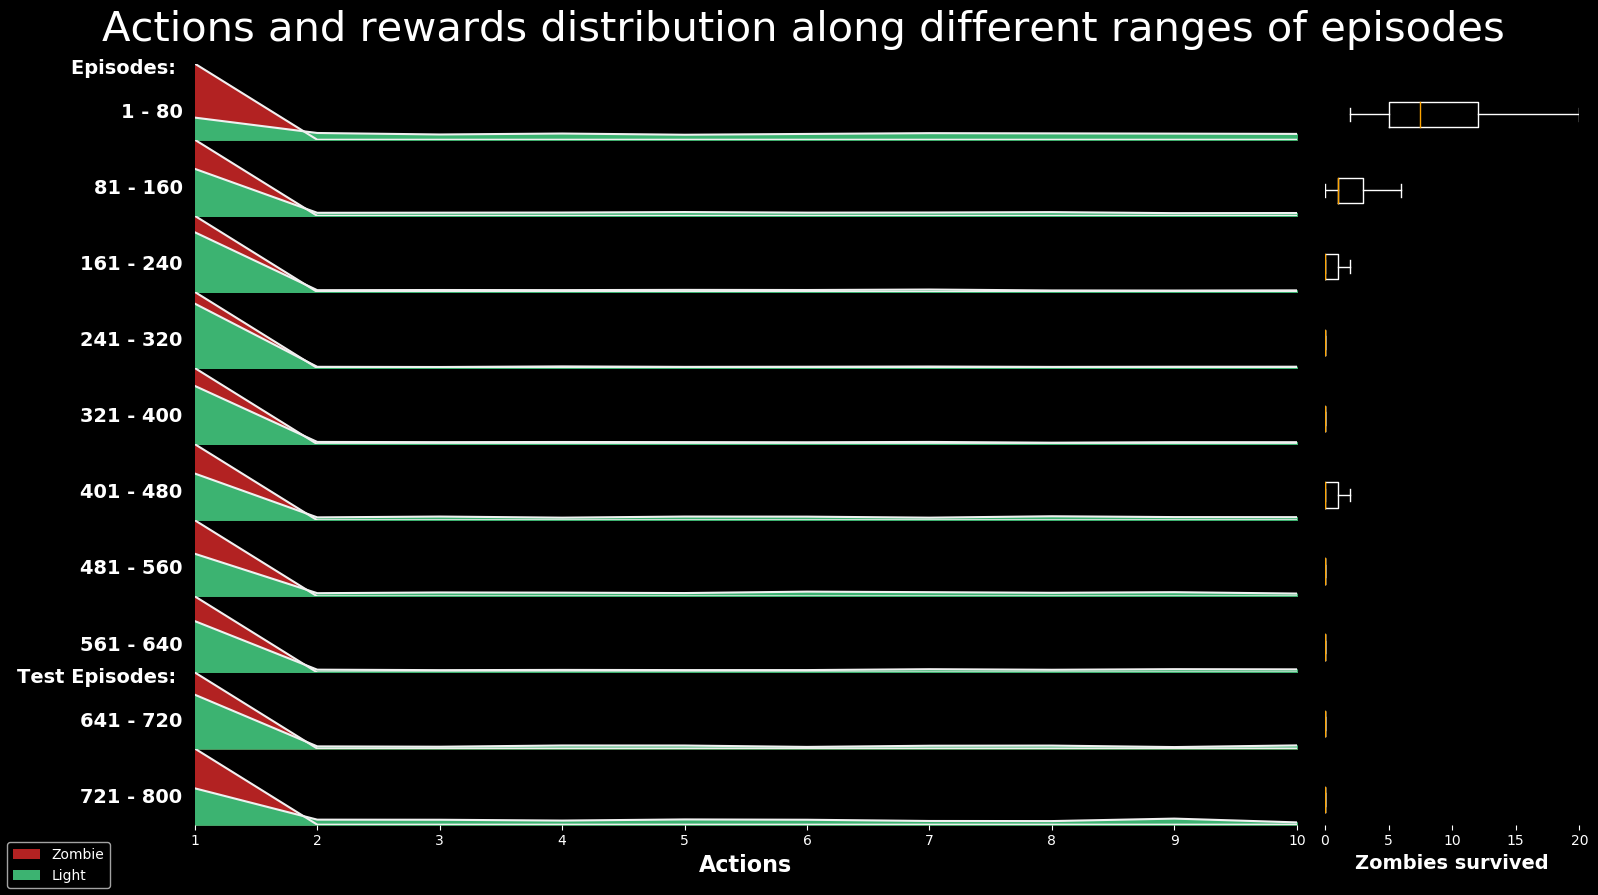 Actions and rewards distribution along different ranges of episodes
Episodes:
1 - 80
81 - 160
161 - 240
241 - 320
321 - 400
401 - 480
481 - 560
561 - 640
Test Episodes:
641 - 720
721 - 800
1 2 3 4 5 6 7 8 9 10
Actions
0 5 10 15 20
Zombies survived
Zombie
Light